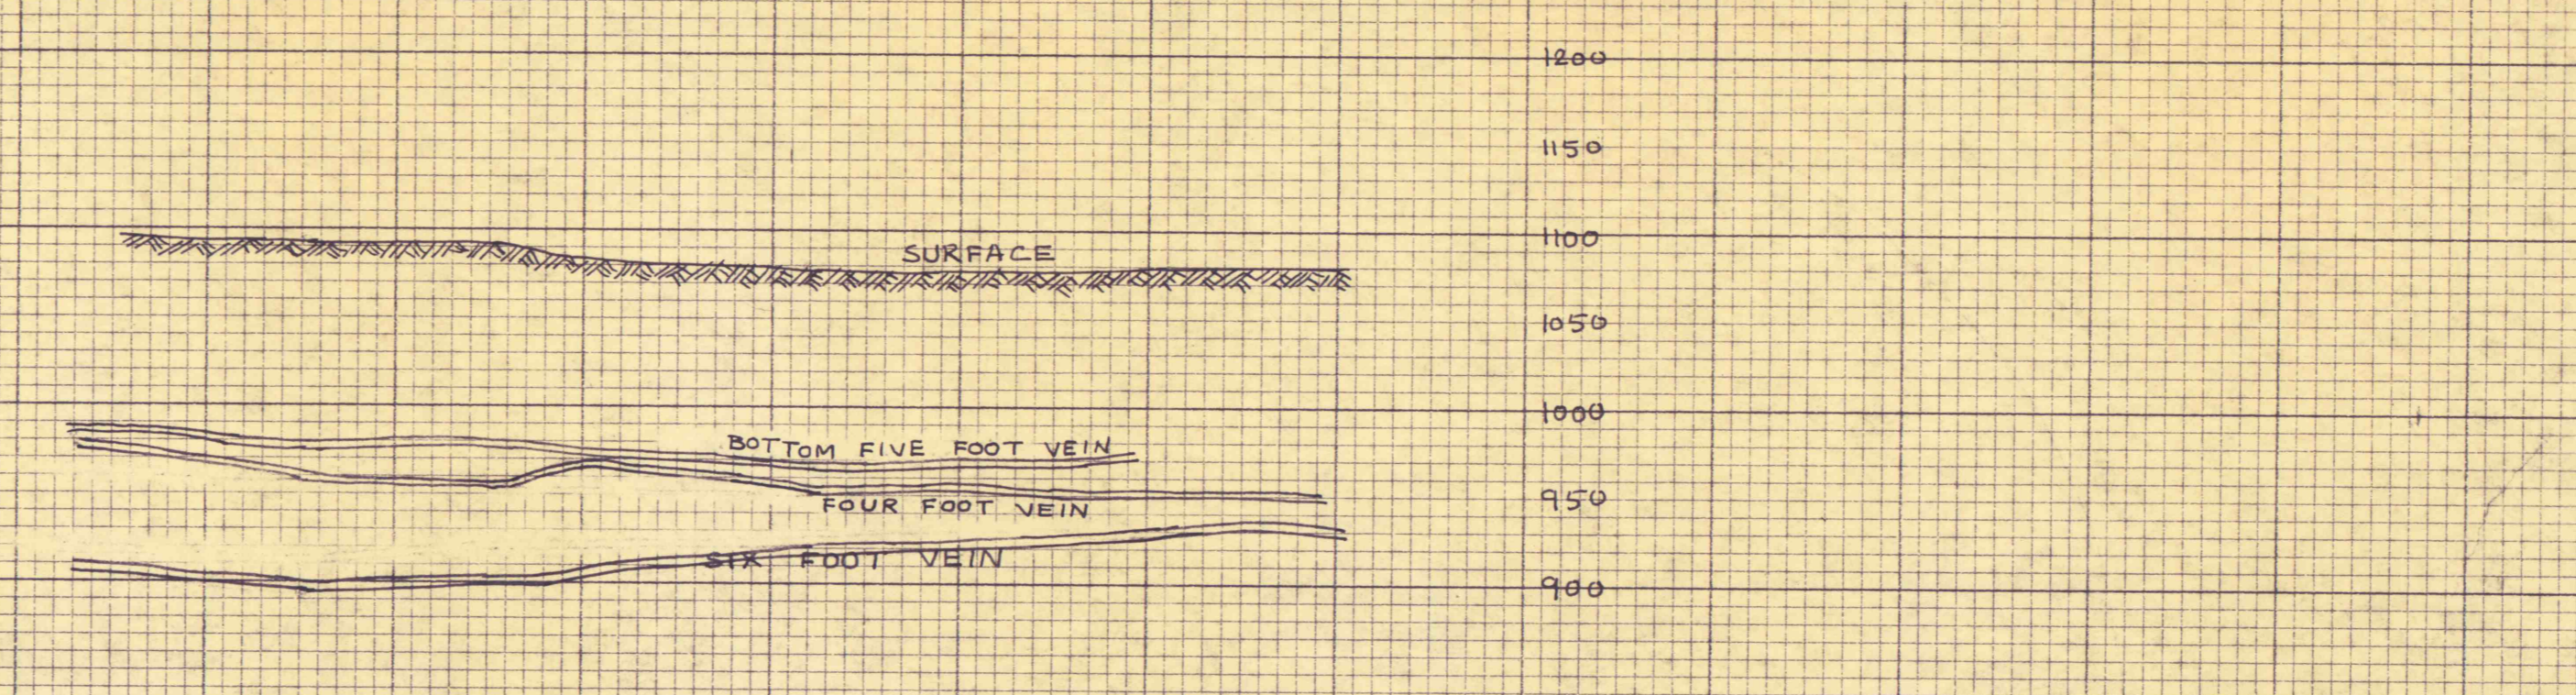 1200
1150
1100
SURFACE
1050
1000
BOTTOM FIVE FOOT VEIN
950
FOUR FOOT VEIN
SIX FOOT VEIN
900